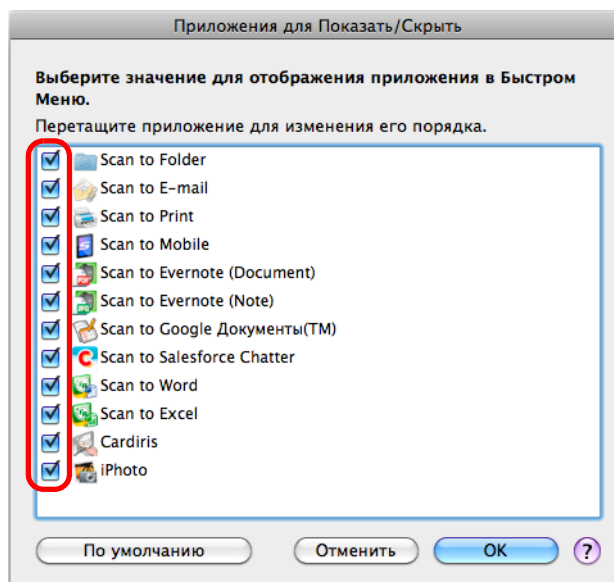 Приложения для Показать/Скрыть
Выберите значение для отображения приложения в Быстром
Меню.
Перетащите приложение для изменения его порядка.
Scan to Folder
Scan to E-mail
Scan to Print
Scan to Mobile
Scan to Evernote (Document)
Scan to Evernote (Note)
Scan to Google Документы(TM)
Scan to Salesforce Chatter
Scan to Word
Scan to Excel
Cardiris
iPhoto
По умолчанию Отменить OK ?